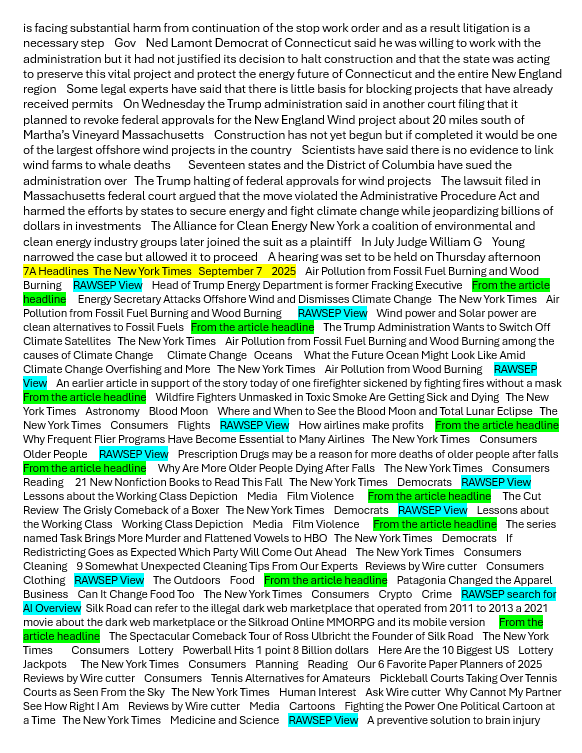 is facing substantial harm from continuation of the stop work order and as a result litigation is a
necessary step Gov Ned Lamont Democrat of Connecticut said he was willing to work with the
administration but it had not justified its decision to halt construction and that the state was acting
to preserve this vital project and protect the energy future of Connecticut and the entire New England
region Some legal experts have said that there is little basis for blocking projects that have already
received permits On Wednesday the Trump administration said in another court filing that it
planned to revoke federal approvals for the New England Wind project about 20 miles south of
Martha's Vineyard Massachusetts Construction has not yet begun but if completed it would be one
of the largest offshore wind projects in the country Scientists have said there is no evidence to link
wind farms to whale deaths Seventeen states and the District of Columbia have sued the
administration over The Trump halting of federal approvals for wind projects The lawsuit filed in
Massachusetts federal court argued that the move violated the Administrative Procedure Act and
harmed the efforts by states to secure energy and fight climate change while jeopardizing billions of
dollars in investments The Alliance for Clean Energy New York a coalition of environmental and
clean energy industry groups later joined the suit as a plaintiff In July Judge William G Young
narrowed the case but allowed it to proceed A hearing was set to be held on Thursday afternoon
7A Headlines The New York Times September 7 2025 Air Pollution from Fossil Fuel Burning and Wood
Burning RAWSEP View Head of Trump Energy Department is former Fracking Executive From the article
headline Energy Secretary Attacks Offshore Wind and Dismisses Climate Change The New York Times Air
Pollution from Fossil Fuel Burning and Wood Burning RAWSEP View Wind power and Solar power are
clean alternatives to Fossil Fuels From the article headline The Trump Administration Wants to Switch Off
Climate Satellites The New York Times Air Pollution from Fossil Fuel Burning and Wood Burning among the
causes of Climate Change Climate Change Oceans What the Future Ocean Might Look Like Amid
Climate Change Overfishing and More The New York Times Air Pollution from Wood Burning RAWSEP
View An earlier article in support of the story today of one firefighter sickened by fighting fires without a mask
From the article headline Wildfire Fighters Unmasked in Toxic Smoke Are Getting Sick and Dying The New
York Times Astronomy Blood Moon Where and When to See the Blood Moon and Total Lunar Eclipse The
New York Times Consumers Flights RAWSEP View How airlines make profits From the article headline
Why Frequent Flier Programs Have Become Essential to Many Airlines The New York Times Consumers
Older People RAWSEP View Prescription Drugs may be a reason for more deaths of older people after falls
From the article headline Why Are More Older People Dying After Falls The New York Times Consumers
Reading 21 New Nonfiction Books to Read This Fall The New York Times Democrats RAWSEP View
Lessons about the Working Class Depiction Media Film Violence From the article headline The Cut
Review The Grisly Comeback of a Boxer The New York Times Democrats RAWSEP View Lessons about
the Working Class Working Class Depiction Media Film Violence From the article headline The series
named Task Brings More Murder and Flattened Vowels to HBO The New York Times Democrats If
Redistricting Goes as Expected Which Party Will Come Out Ahead The New York Times Consumers
Cleaning 9 Somewhat Unexpected Cleaning Tips From Our Experts Reviews by Wire cutter Consumers
Clothing RAWSEP View The Outdoors Food From the article headline Patagonia Changed the Apparel
Business Can It Change Food Too The New York Times Consumers Crypto Crime RAWSEP search for
AI Overview Silk Road can refer to the illegal dark web marketplace that operated from 2011 to 2013 a 2021
movie about the dark web marketplace or the Silkroad Online MMORPG and its mobile version From the
article headline The Spectacular Comeback Tour of Ross Ulbricht the Founder of Silk Road The New York
Times Consumers Lottery Powerball Hits 1 point 8 Billion dollars Here Are the 10 Biggest US Lottery
Jackpots The New York Times Consumers Planning Reading Our 6 Favorite Paper Planners of 2025
Reviews by Wire cutter Consumers Tennis Alternatives for Amateurs Pickleball Courts Taking Over Tennis
Courts as Seen From the Sky The New York Times Human Interest Ask Wire cutter Why Cannot My Partner
See How Right I Am Reviews by Wire cutter Media Cartoons Fighting the Power One Political Cartoon at
a Time The New York Times Medicine and Science RAWSEP View A preventive solution to brain injury